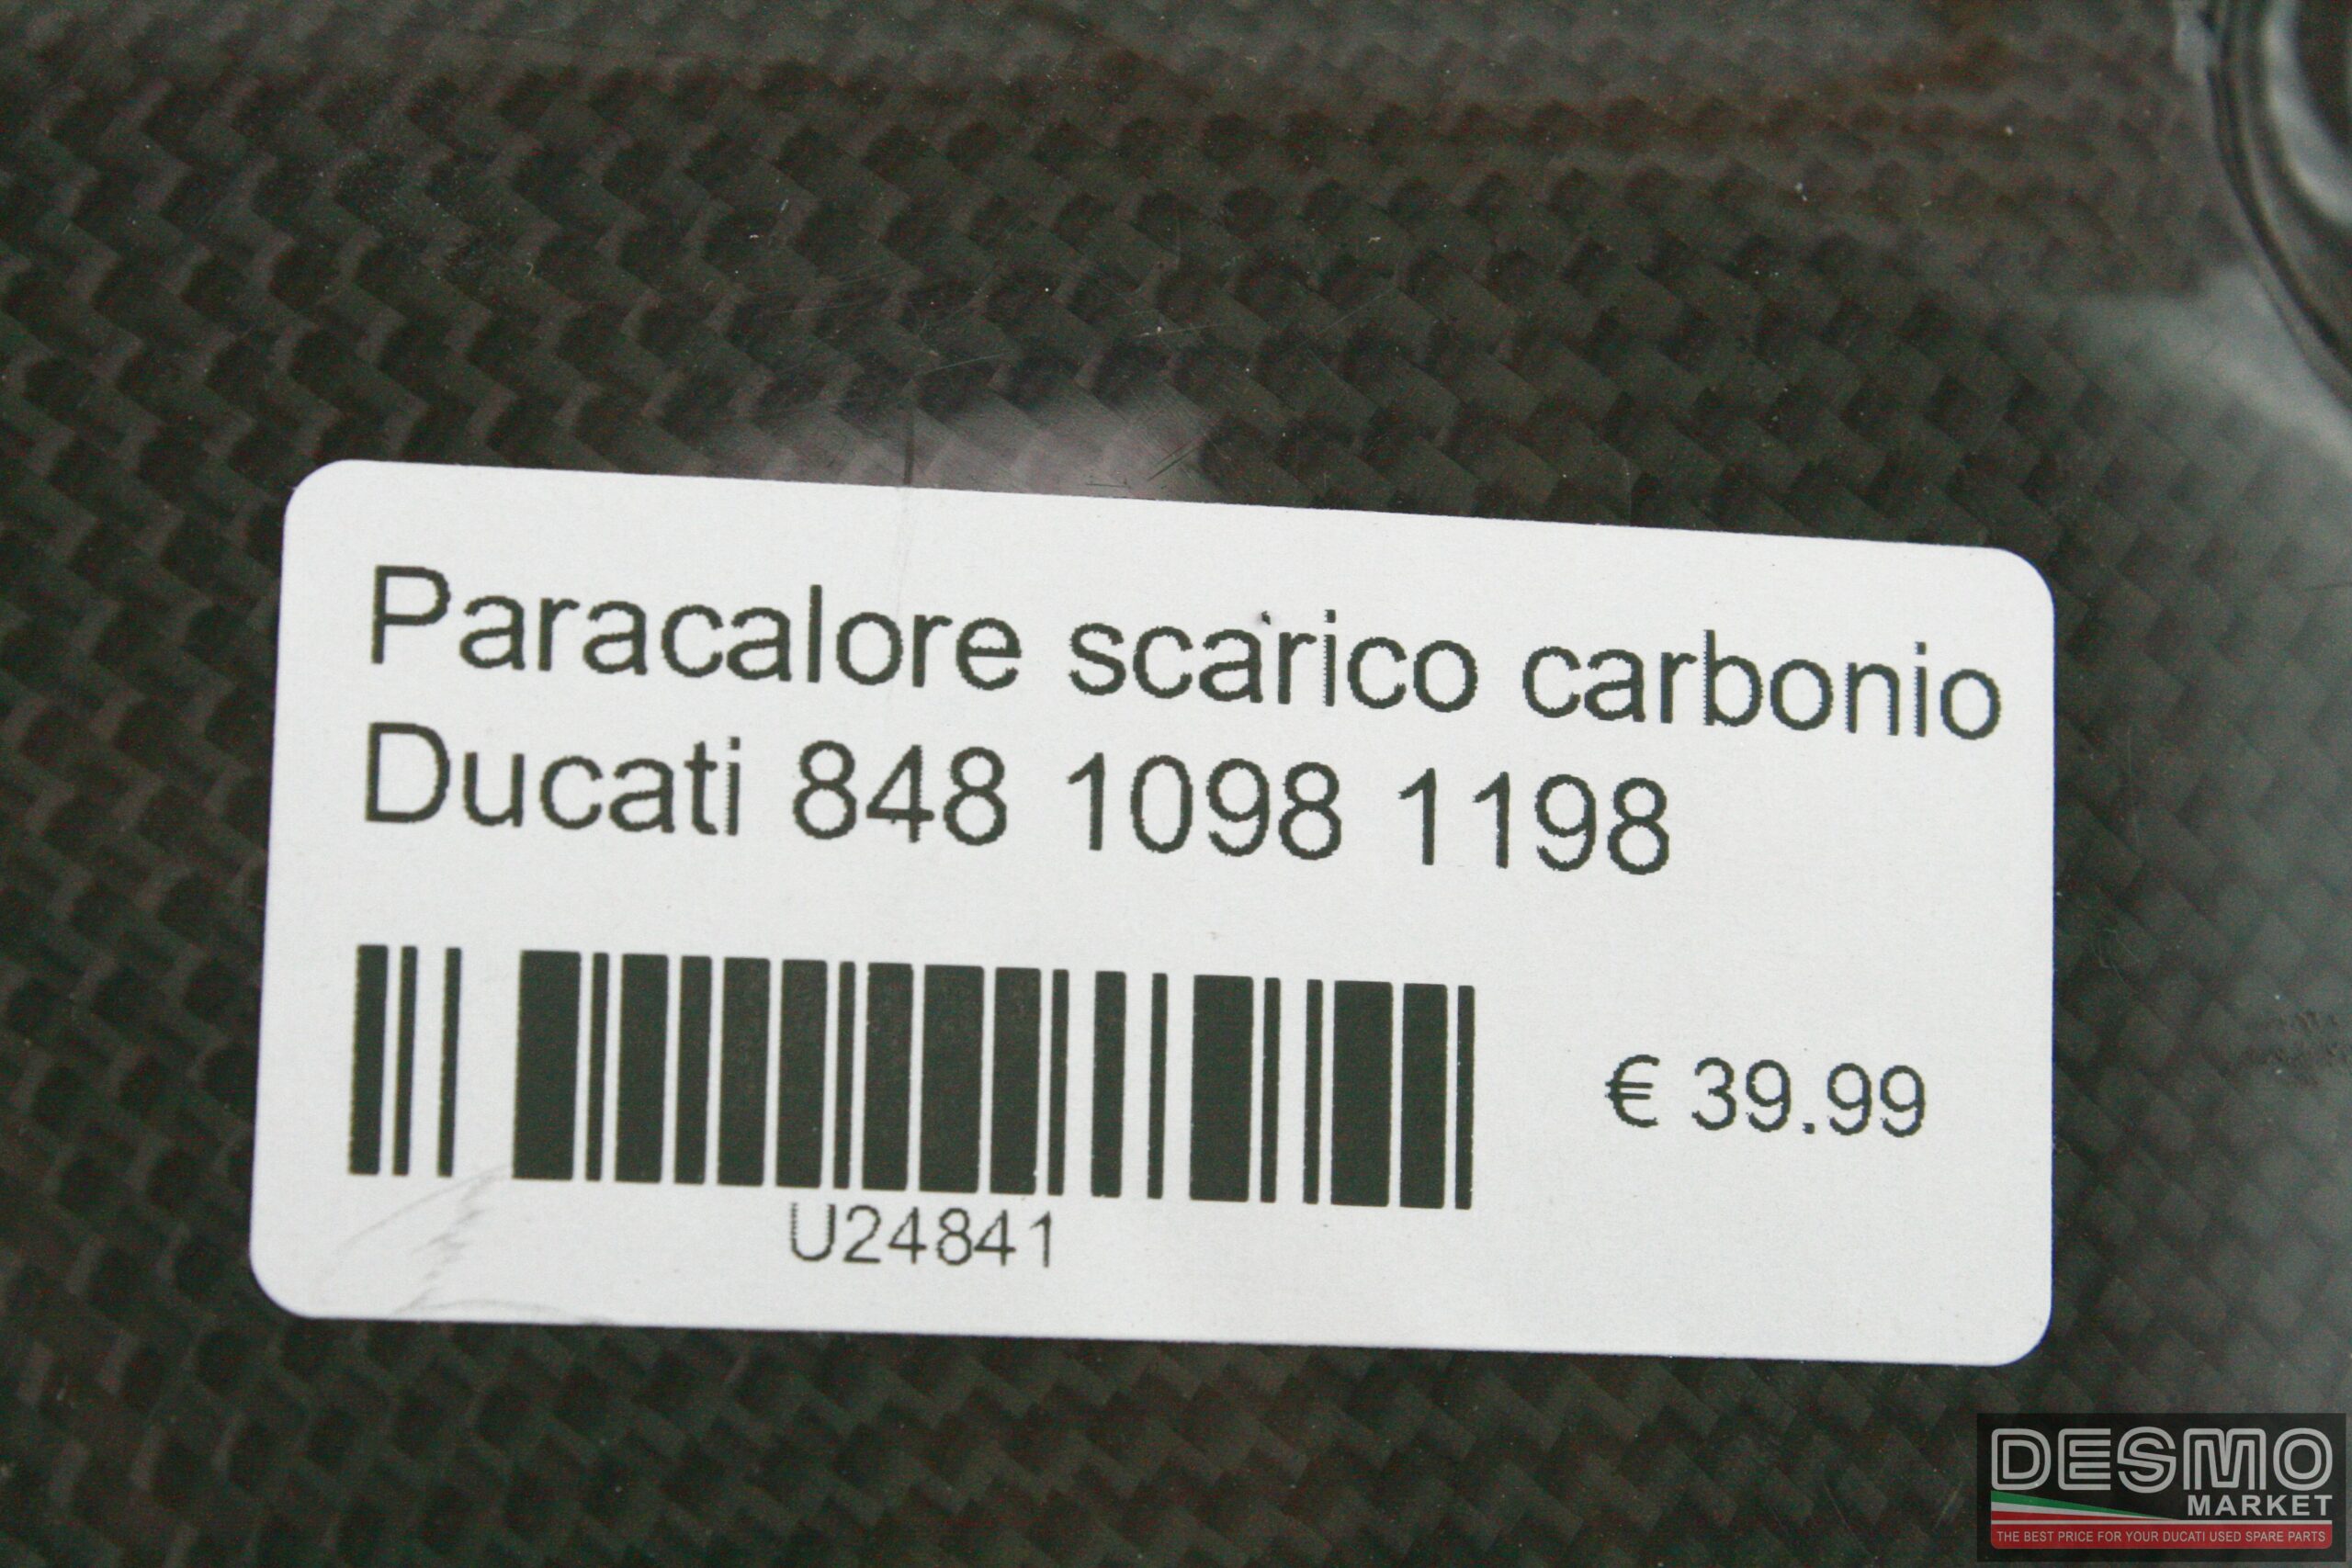 Paracalore scarico carbonio
Ducati 848 1098 1198
€ 39.99
U24841
DESMO
MARKET
THE BEST PRICE FOR YOUR DUCATI USED SPARE PARTS